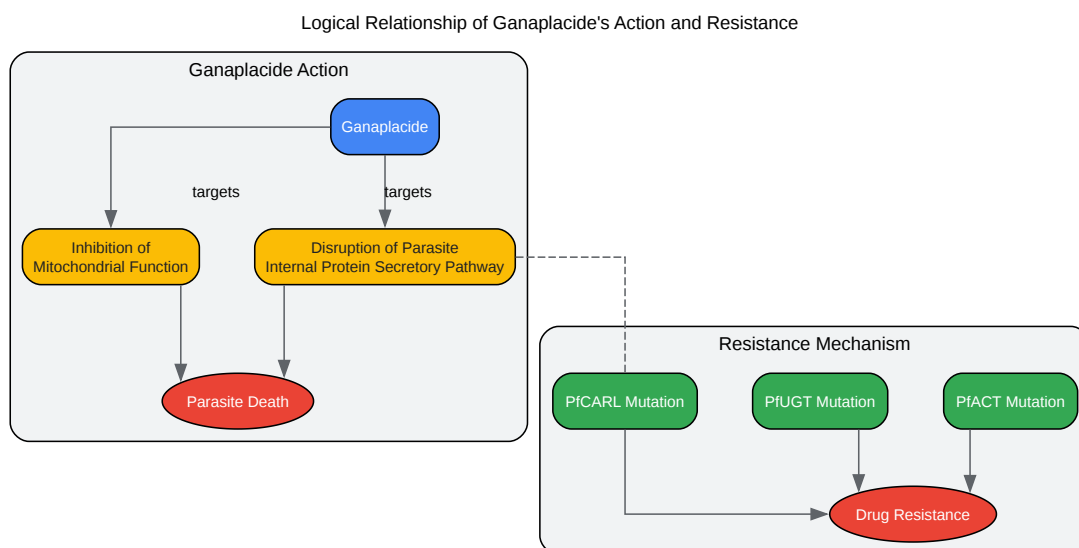 Logical Relationship of Ganaplacide's Action and Resistance
Ganaplacide Action
Ganaplacide
targets
targets
Inhibition of
Mitochondrial Function
Disruption of Parasite
Internal Protein Secretory Pathway
Parasite Death
Resistance Mechanism
PfCARL Mutation
PfUGT Mutation
PfACT Mutation
Drug Resistance